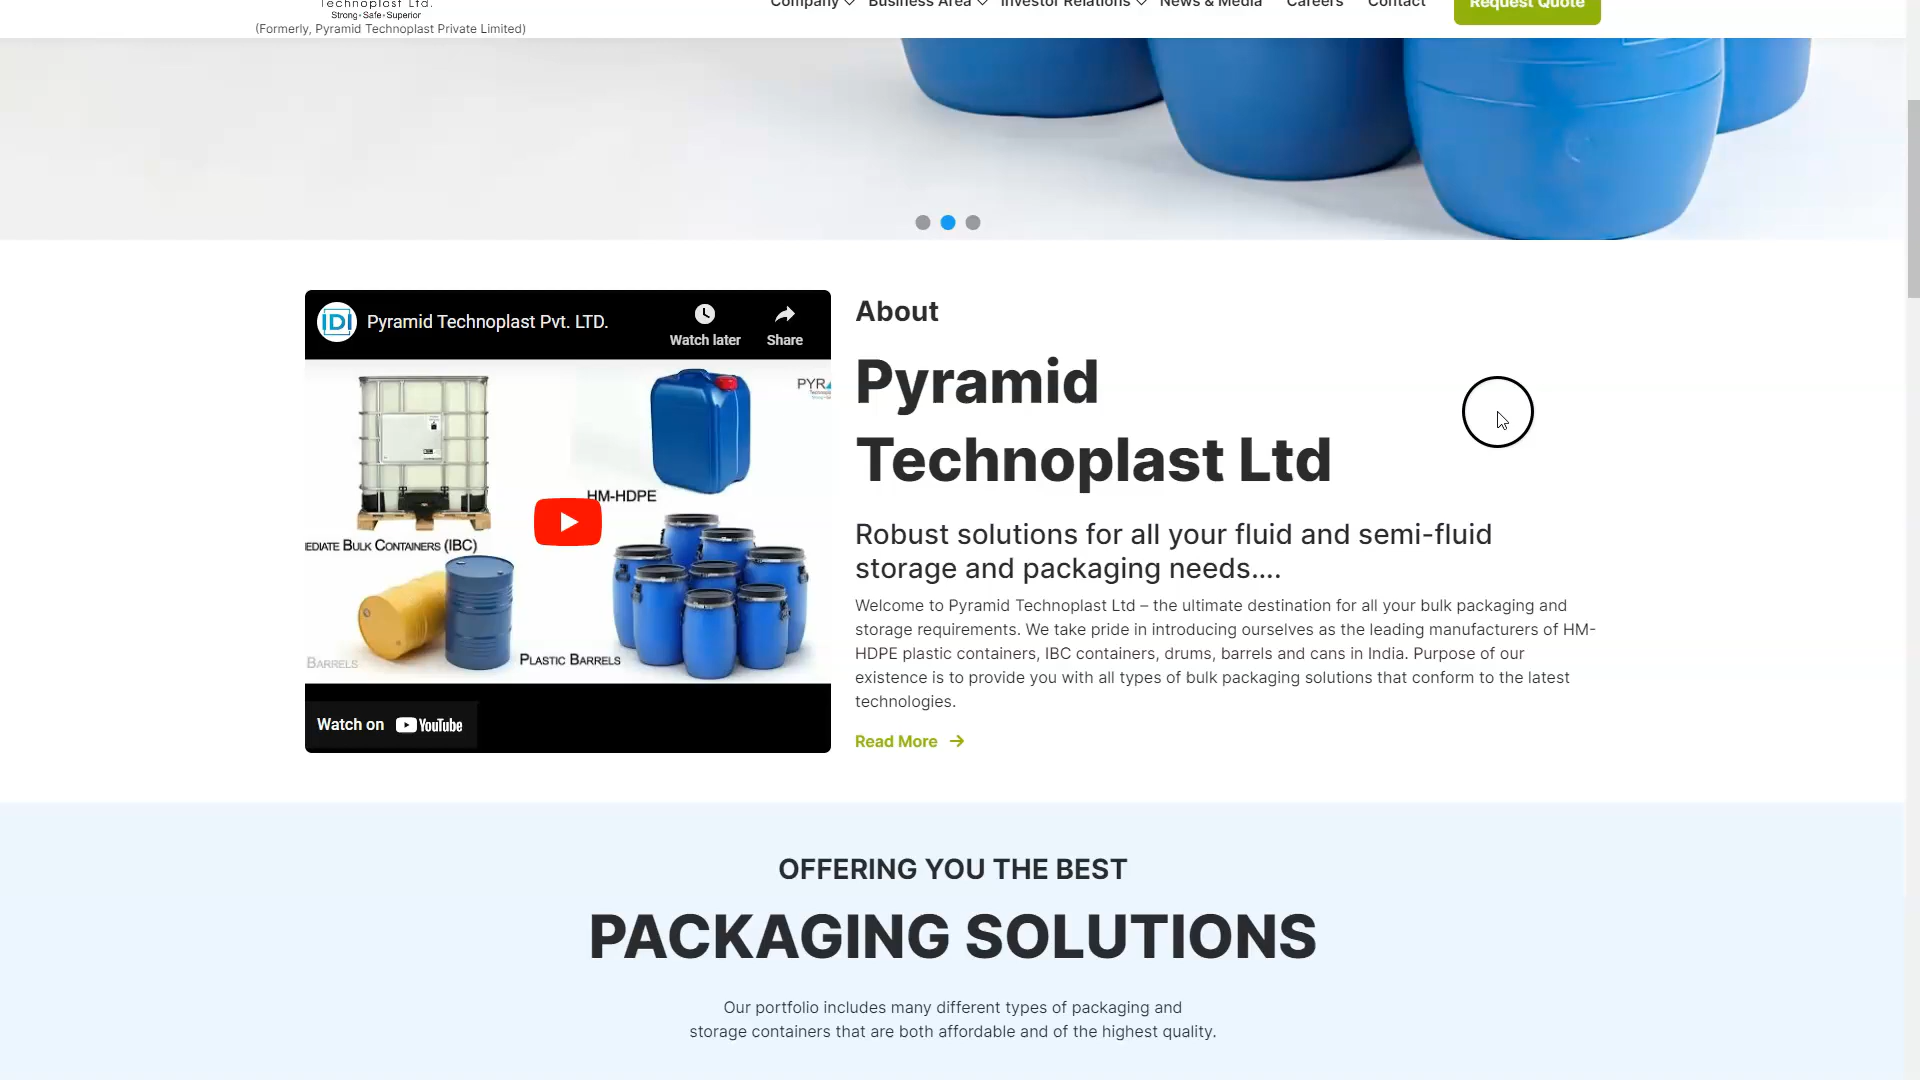 Technoplast Ltd.
Strong•Safe•Superior
(Formerly, Pyramid Technoplast Private Limited)
Company
Business Area
Investor Relations
News & Media
Careers
Contact
Request Quote
IDI
Pyramid Technoplast Pvt. LTD.
Watch later
Share
PYR
HM-HDPE
EDIATE BULK CONTAINERS (IBC)
BARRELS
PLASTIC BARRELS
Watch on YouTube
About
Pyramid
Technoplast Ltd
Robust solutions for all your fluid and semi-fluid
storage and packaging needs....
Welcome to Pyramid Technoplast Ltd – the ultimate destination for all your bulk packaging and
storage requirements. We take pride in introducing ourselves as the leading manufacturers of HM-
HDPE plastic containers, IBC containers, drums, barrels and cans in India. Purpose of our
existence is to provide you with all types of bulk packaging solutions that conform to the latest
technologies.
Read More
OFFERING YOU THE BEST
PACKAGING SOLUTIONS
Our portfolio includes many different types of packaging and
storage containers that are both affordable and of the highest quality.